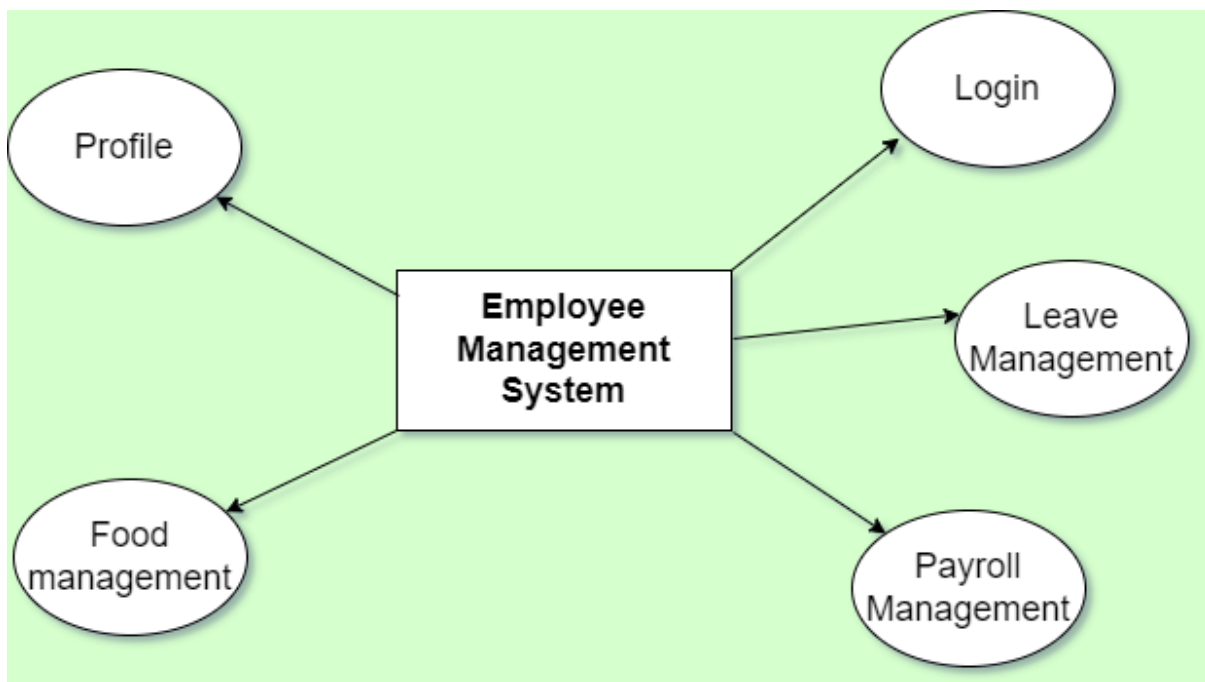 Login
Profile
Employee
Management
System
Leave
Management
Food
management
Payroll
Management